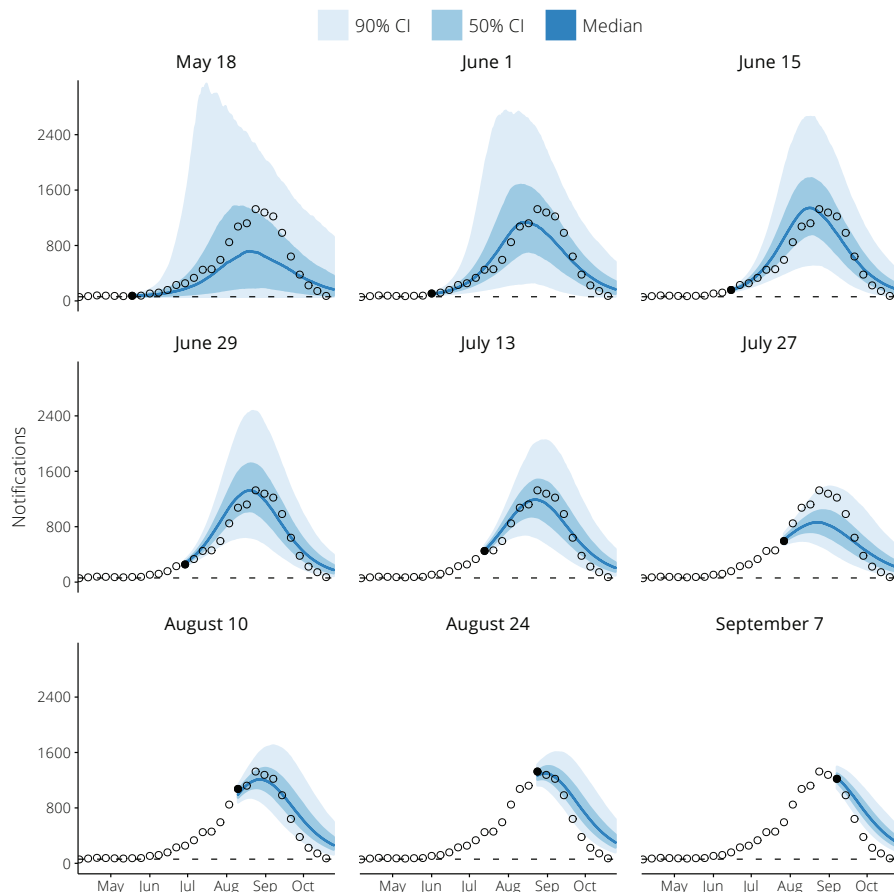 90% CI 50% CI Median
May 18 June 1 June 15
2400
1600
800
0
June 29 July 13 July 27
Notifications
2400
1600
800
0
August 10 August 24 September 7
2400
1600
800
0
May Jun Jul Aug Sep Oct May Jun Jul Aug Sep Oct May Jun Jul Aug Sep Oct